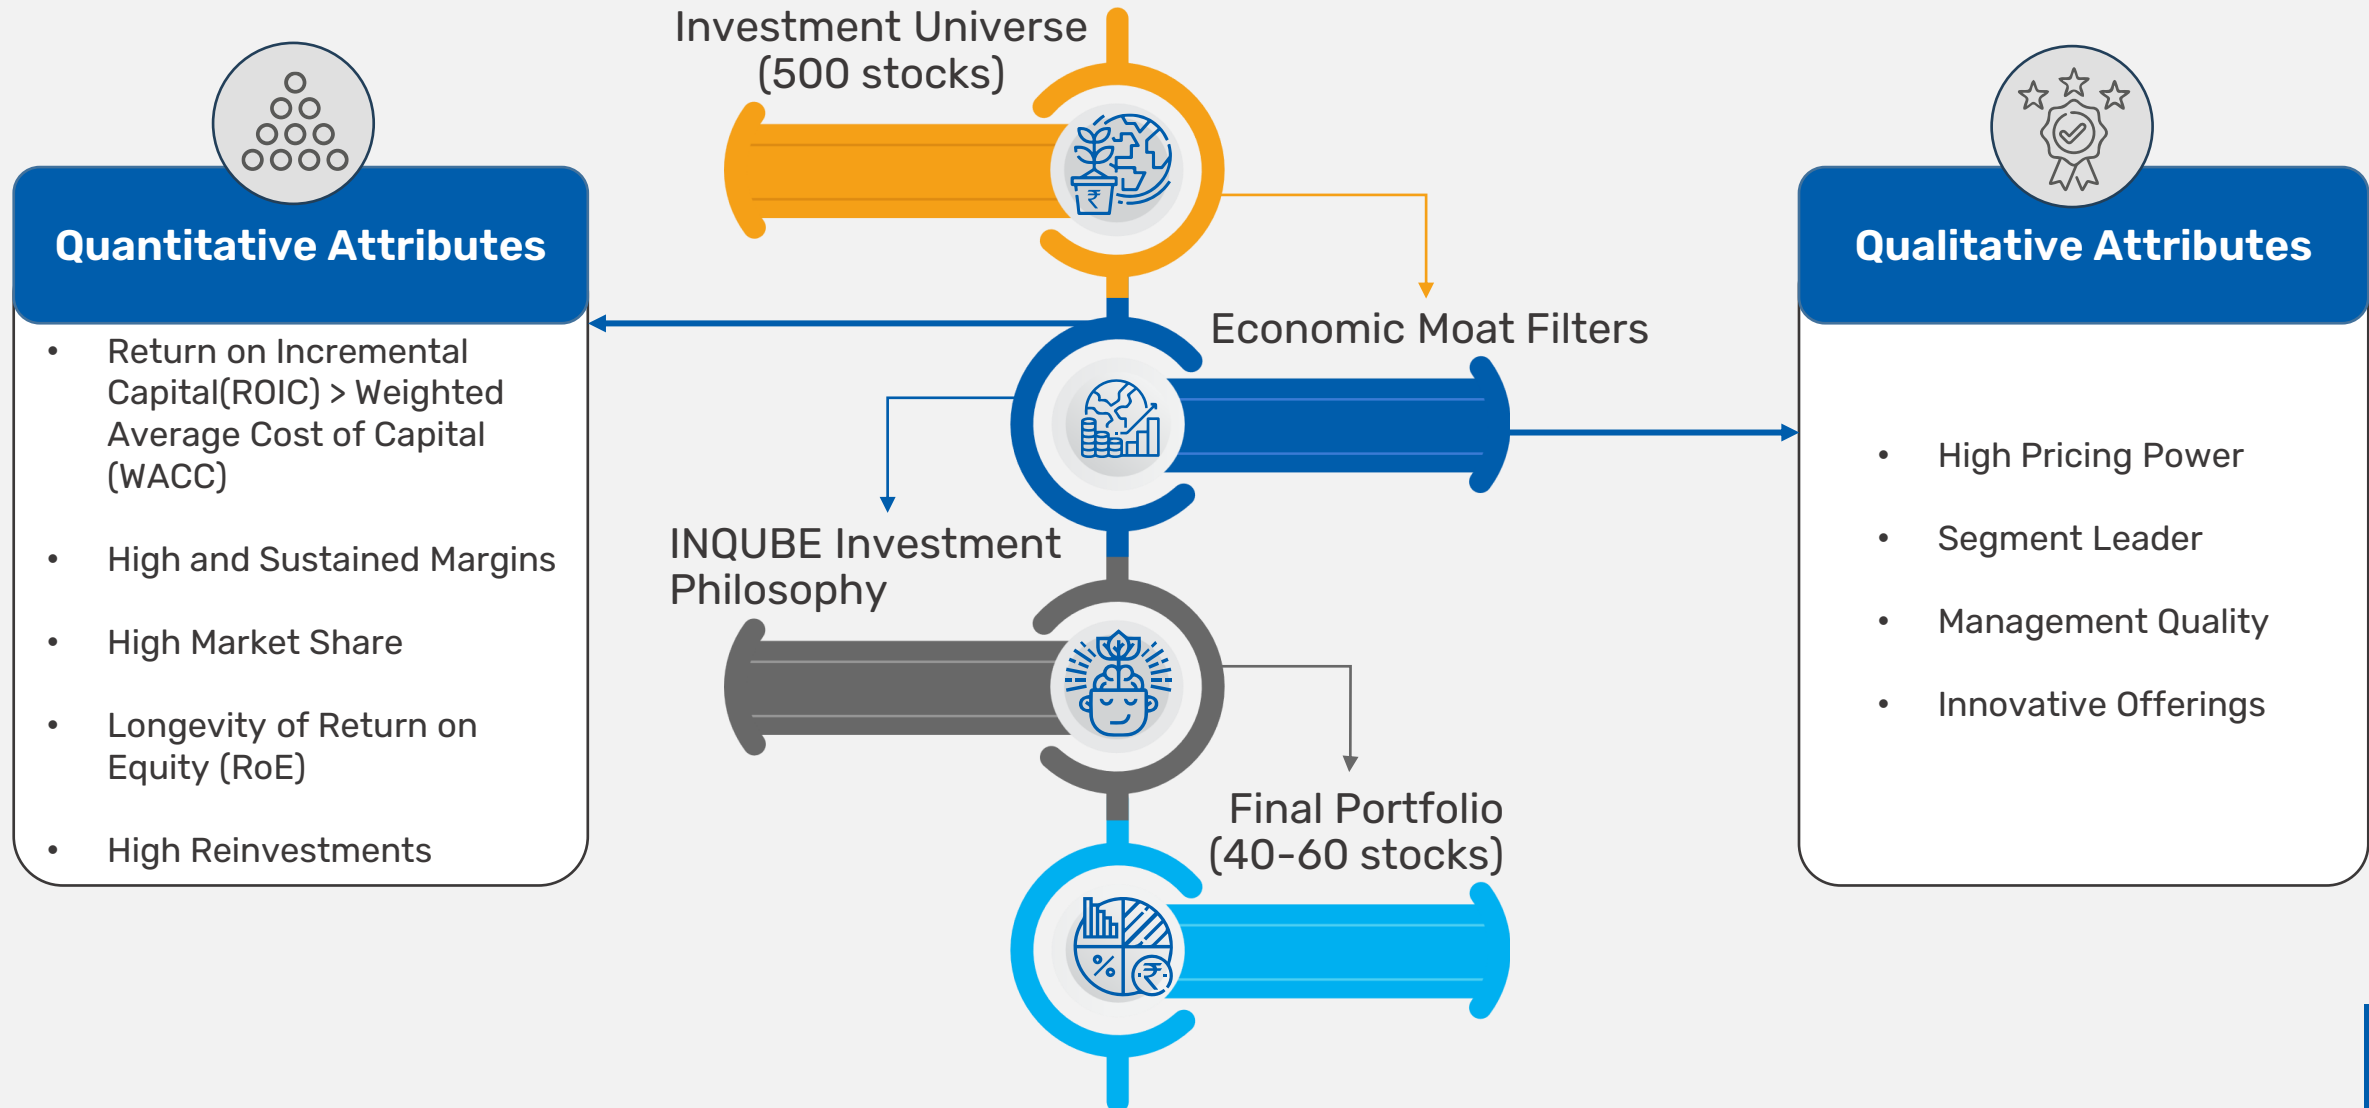 Investment Universe
(500 stocks)
Quantitative Attributes
• Return on Incremental
Capital(ROIC) > Weighted
Average Cost of Capital
(WACC)
• High and Sustained Margins
• High Market Share
• Longevity of Return on
Equity (RoE)
• High Reinvestments
Economic Moat Filters
INQUBE Investment
Philosophy
Final Portfolio
(40-60 stocks)
Qualitative Attributes
• High Pricing Power
• Segment Leader
• Management Quality
• Innovative Offerings
₹
%
₹